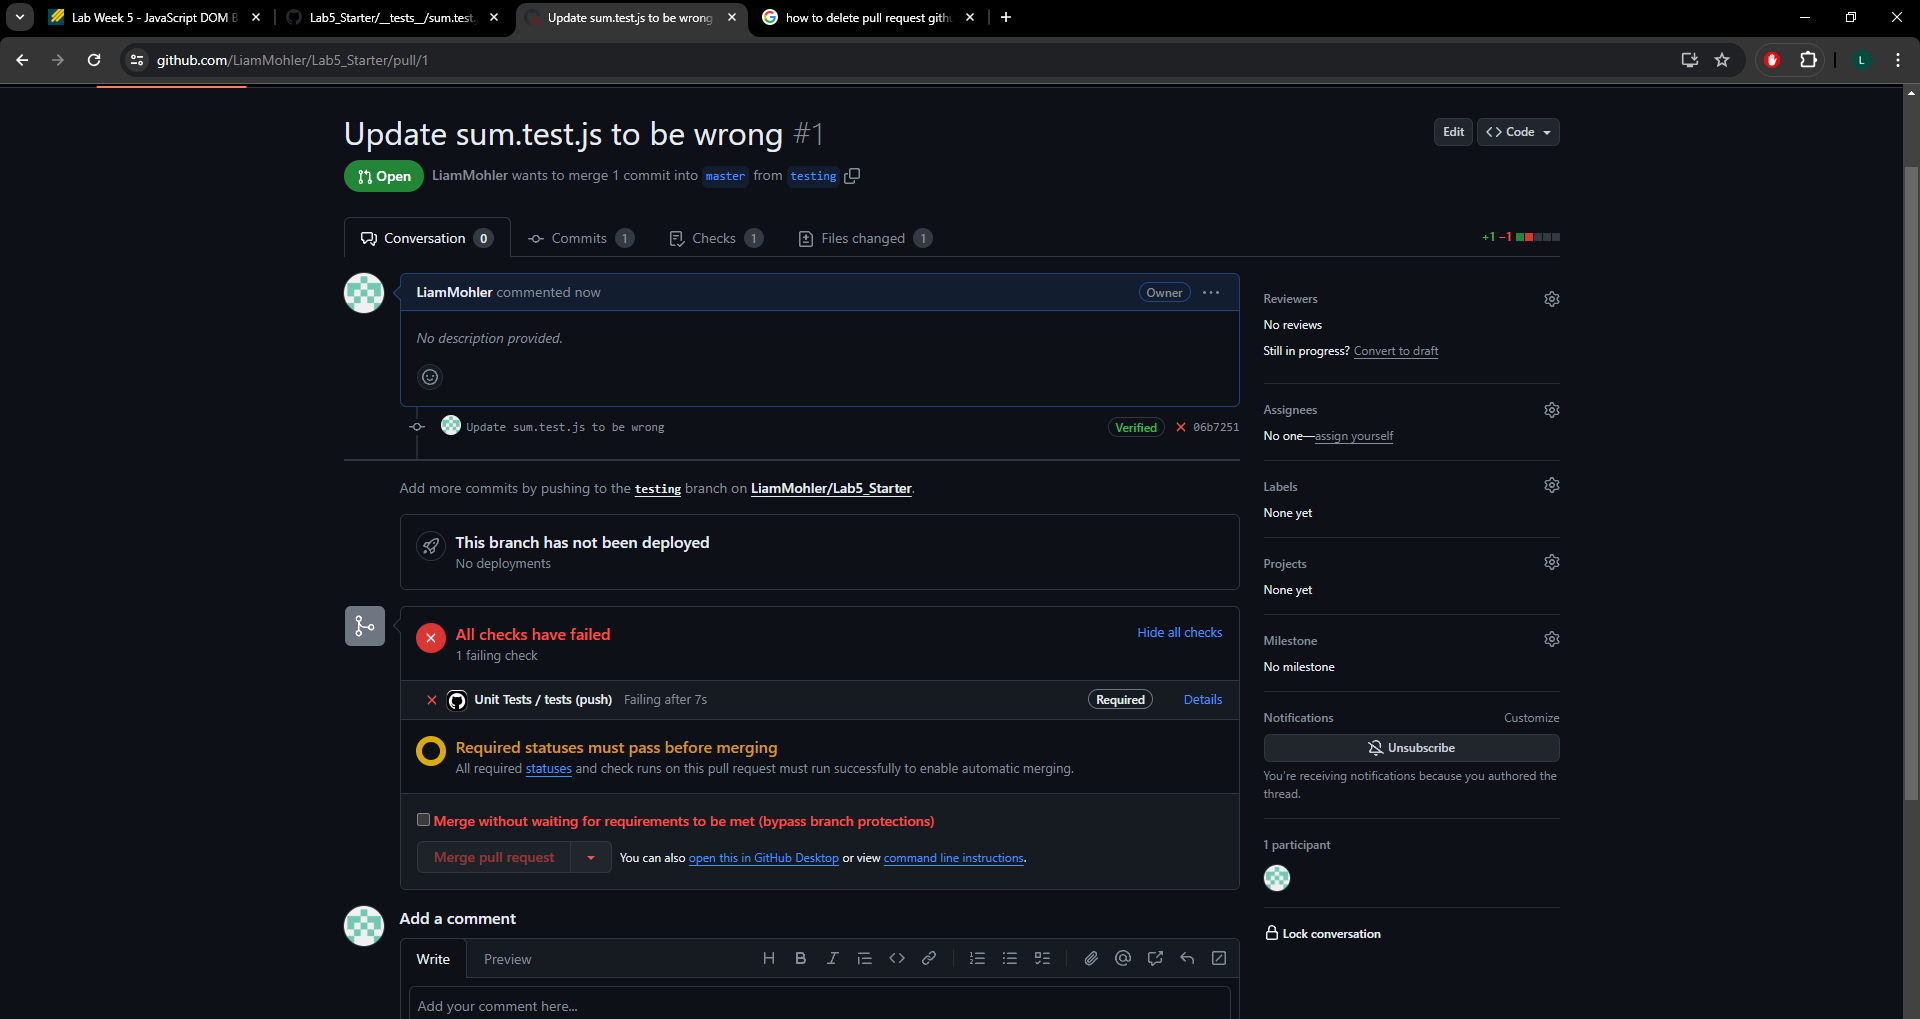 Lab Week 5 - JavaScript DOM B
Lab5_Starter/__tests__/sum.test.
Update sum.test.js to be wrong
how to delete pull request gith
github.com/LiamMohler/Lab5_Starter/pull/1
L
Update sum.test.js to be wrong #1
Edit
Code
Open
LiamMohler wants to merge 1 commit into master from testing
Conversation 0
Commits 1
Checks 1
Files changed 1
+1 −1
LiamMohler commented now
Owner
No description provided.
Update sum.test.js to be wrong
Verified
06b7251
Add more commits by pushing to the testing branch on LiamMohler/Lab5_Starter.
This branch has not been deployed
No deployments
All checks have failed
1 failing check
Hide all checks
Unit Tests / tests (push) Failing after 7s
Required
Details
Required statuses must pass before merging
All required statuses and check runs on this pull request must run successfully to enable automatic merging.
Merge without waiting for requirements to be met (bypass branch protections)
Merge pull request
You can also open this in GitHub Desktop or view command line instructions.
Add a comment
Write
Preview
Add your comment here...
Reviewers
No reviews
Still in progress? Convert to draft
Assignees
No one—assign yourself
Labels
None yet
Projects
None yet
Milestone
No milestone
Notifications
Customize
Unsubscribe
You're receiving notifications because you authored the
thread.
1 participant
Lock conversation